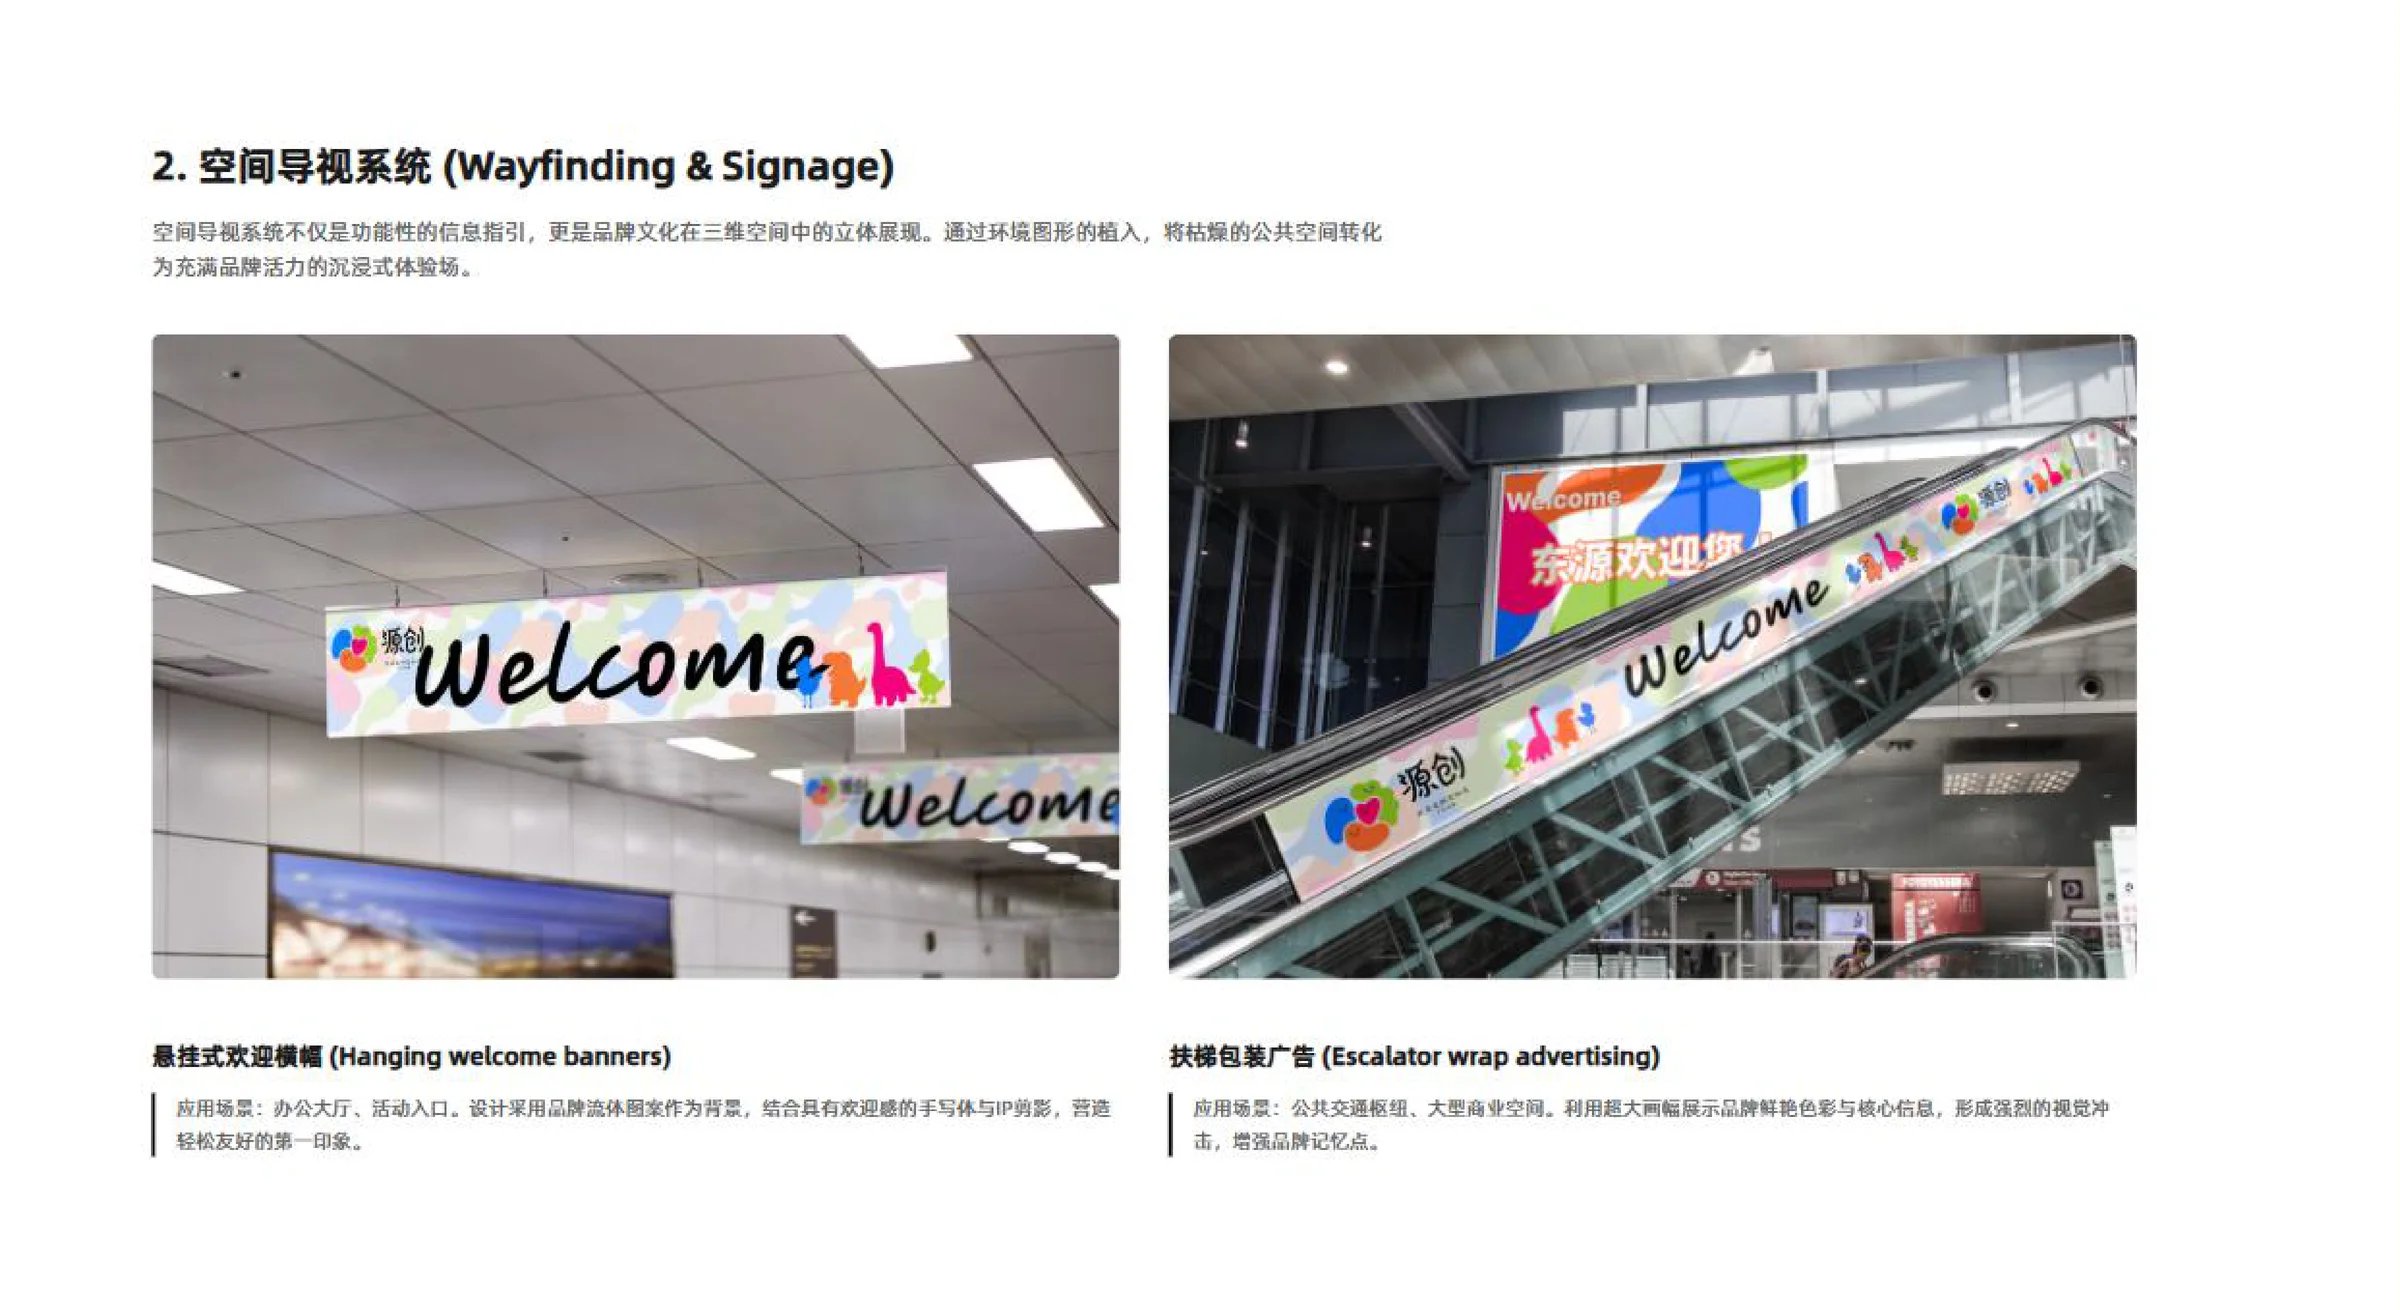 2. 空间导视系统 (Wayfinding & Signage)
空间导视系统不仅是功能性的信息指引，更是品牌文化在三维空间中的立体展现。通过环境图形的植入，将枯燥的公共空间转化
为充满品牌活力的沉浸式体验场。
源创
Welcome
Welcome
Welcome
东源欢迎您
源创
Welcome
源创
悬挂式欢迎横幅 (Hanging welcome banners)
应用场景：办公大厅、活动入口。设计采用品牌流体图案作为背景，结合具有欢迎感的手写体与IP剪影，营造
轻松友好的第一印象。
扶梯包装广告 (Escalator wrap advertising)
应用场景：公共交通枢纽、大型商业空间。利用超大画幅展示品牌鲜艳色彩与核心信息，形成强烈的视觉冲
击，增强品牌记忆点。